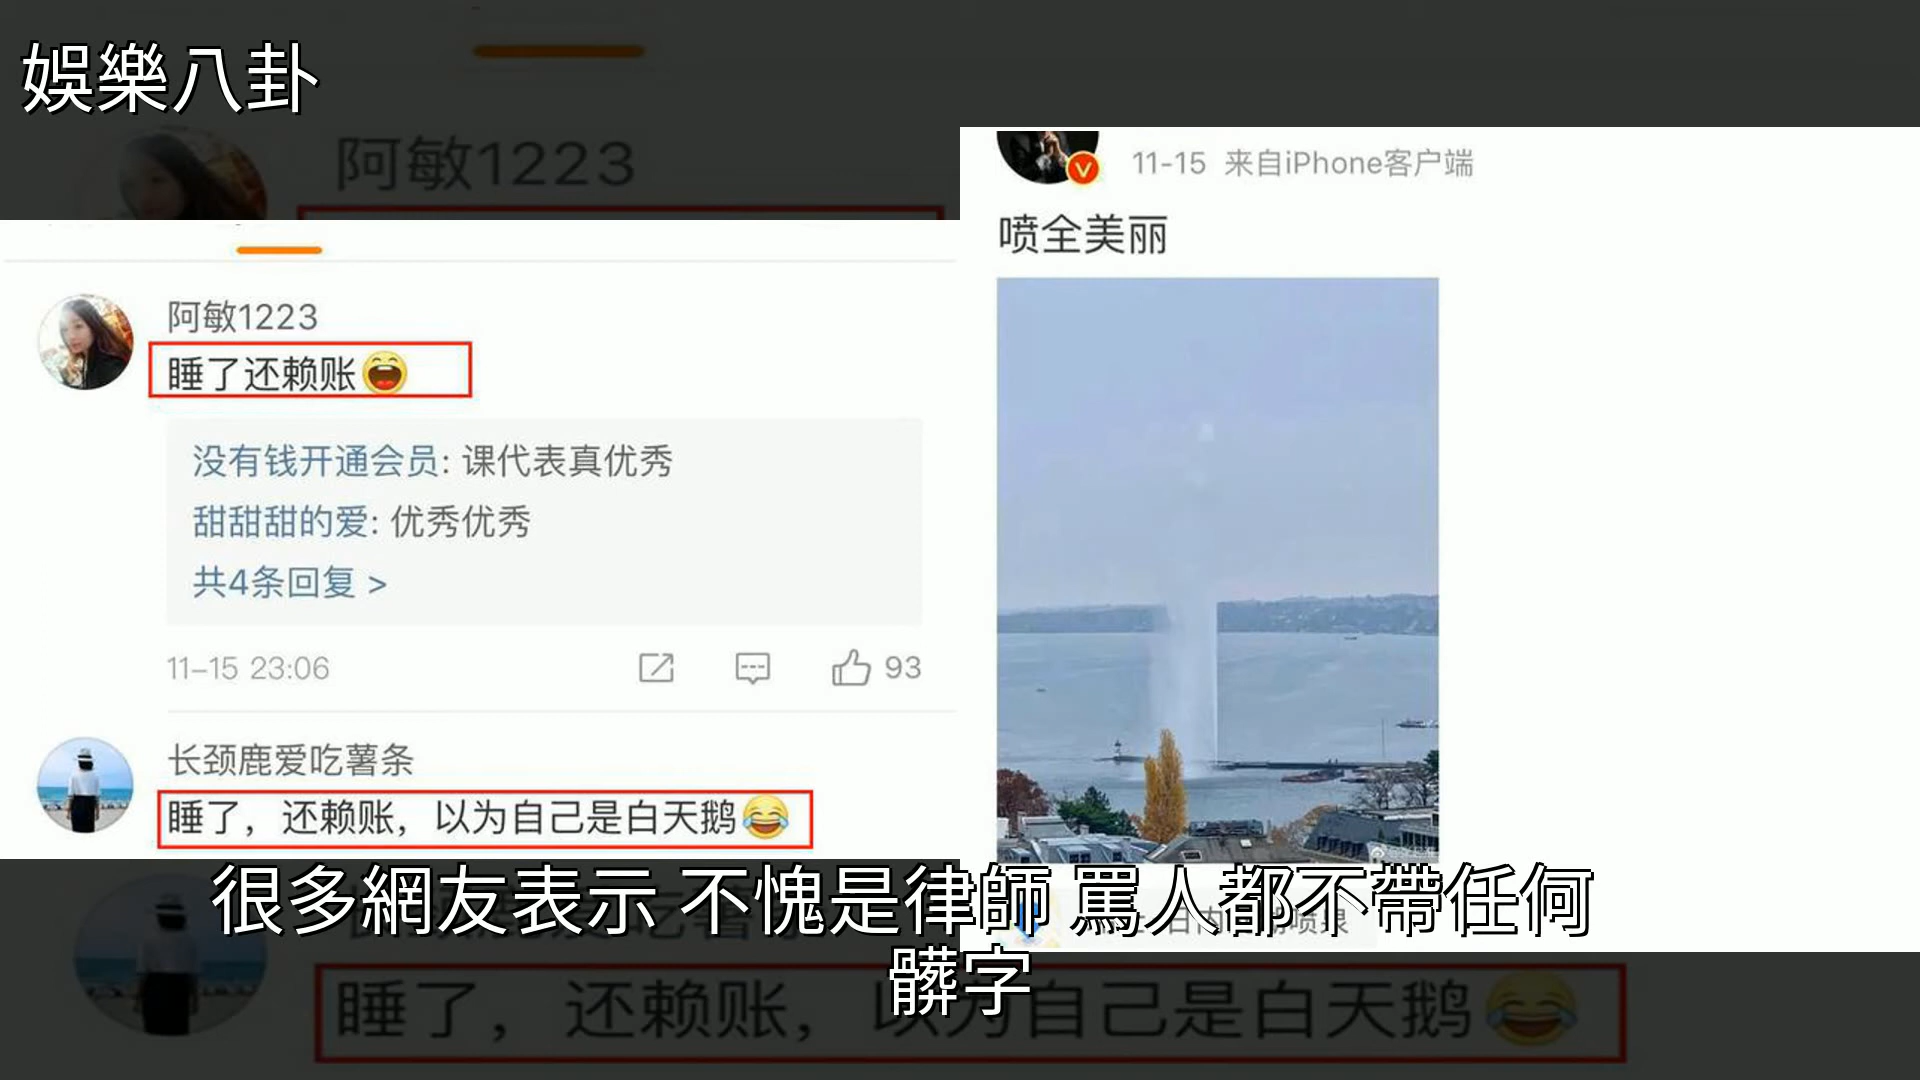 娛樂八卦
阿敏1223
阿敏1223
睡了还赖账
没有钱开通会员: 课代表真优秀
甜甜甜的爱: 优秀优秀
共4条回复 >
11-15 23:06
93
长颈鹿爱吃薯条
睡了，还赖账，以为自己是白天鹅
11-15 来自iPhone客户端
喷全美丽
很多網友表示 不愧是律師 罵人都不帶任何
髒字
睡了，还赖账，以为自己是白天鹅